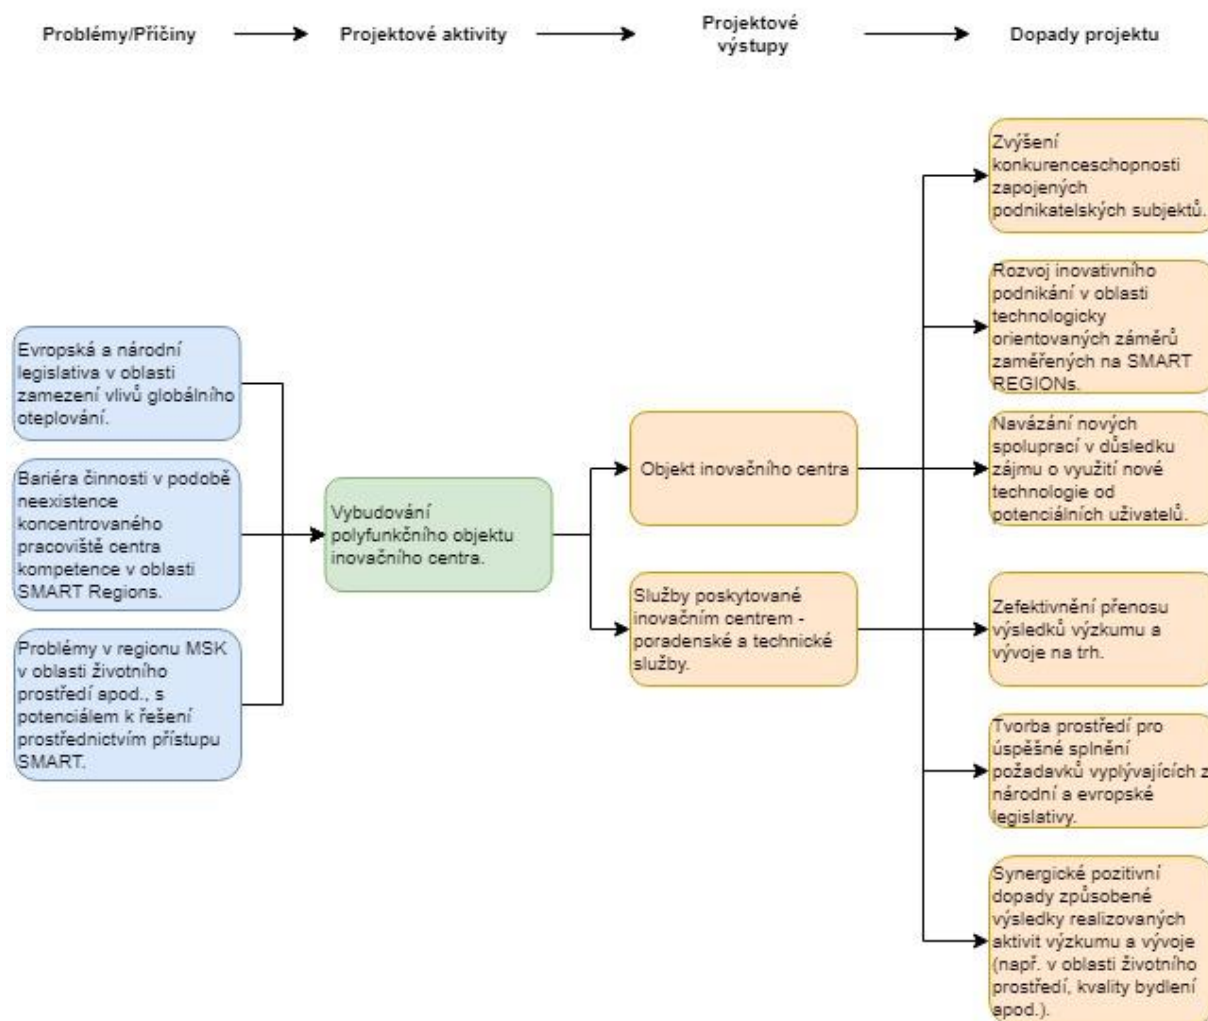 Problémy/Příčiny
Projektové aktivity
Projektové
výstupy
Dopady projektu
Evropská a národní
legislativa v oblasti
zamezení vlivů globálního
oteplování.
Bariéra činnosti v podobě
neexistence
koncentrovaného
pracoviště centra
kompetence v oblasti
SMART Regions.
Problémy v regionu MSK
v oblasti životního
prostředí apod., s
potenciálem k řešení
prostřednictvím přístupu
SMART.
Vybudování
polyfunkčního objektu
inovačního centra.
Objekt inovačního centra
Služby poskytované
inovačním centrem -
poradenské a technické
služby.
Zvýšení
konkurenceschopnosti
zapojených
podnikatelských subjektů.
Rozvoj inovativního
podnikání v oblasti
technologicky
orientovaných záměrů
zaměřených na SMART
REGIONs.
Navázání nových
spoluprací v důsledku
zájmu o využití nové
technologie od
potenciálních uživatelů.
Zefektivnění přenosu
výsledků výzkumu a
vývoje na trh.
Tvorba prostředí pro
úspěšné splnění
požadavků vyplývajících z
národní a evropské
legislativy.
Synergické pozitivní
dopady způsobené
výsledky realizovaných
aktivit výzkumu a vývoje
(např. v oblasti životního
prostředí, kvality bydlení
apod.).